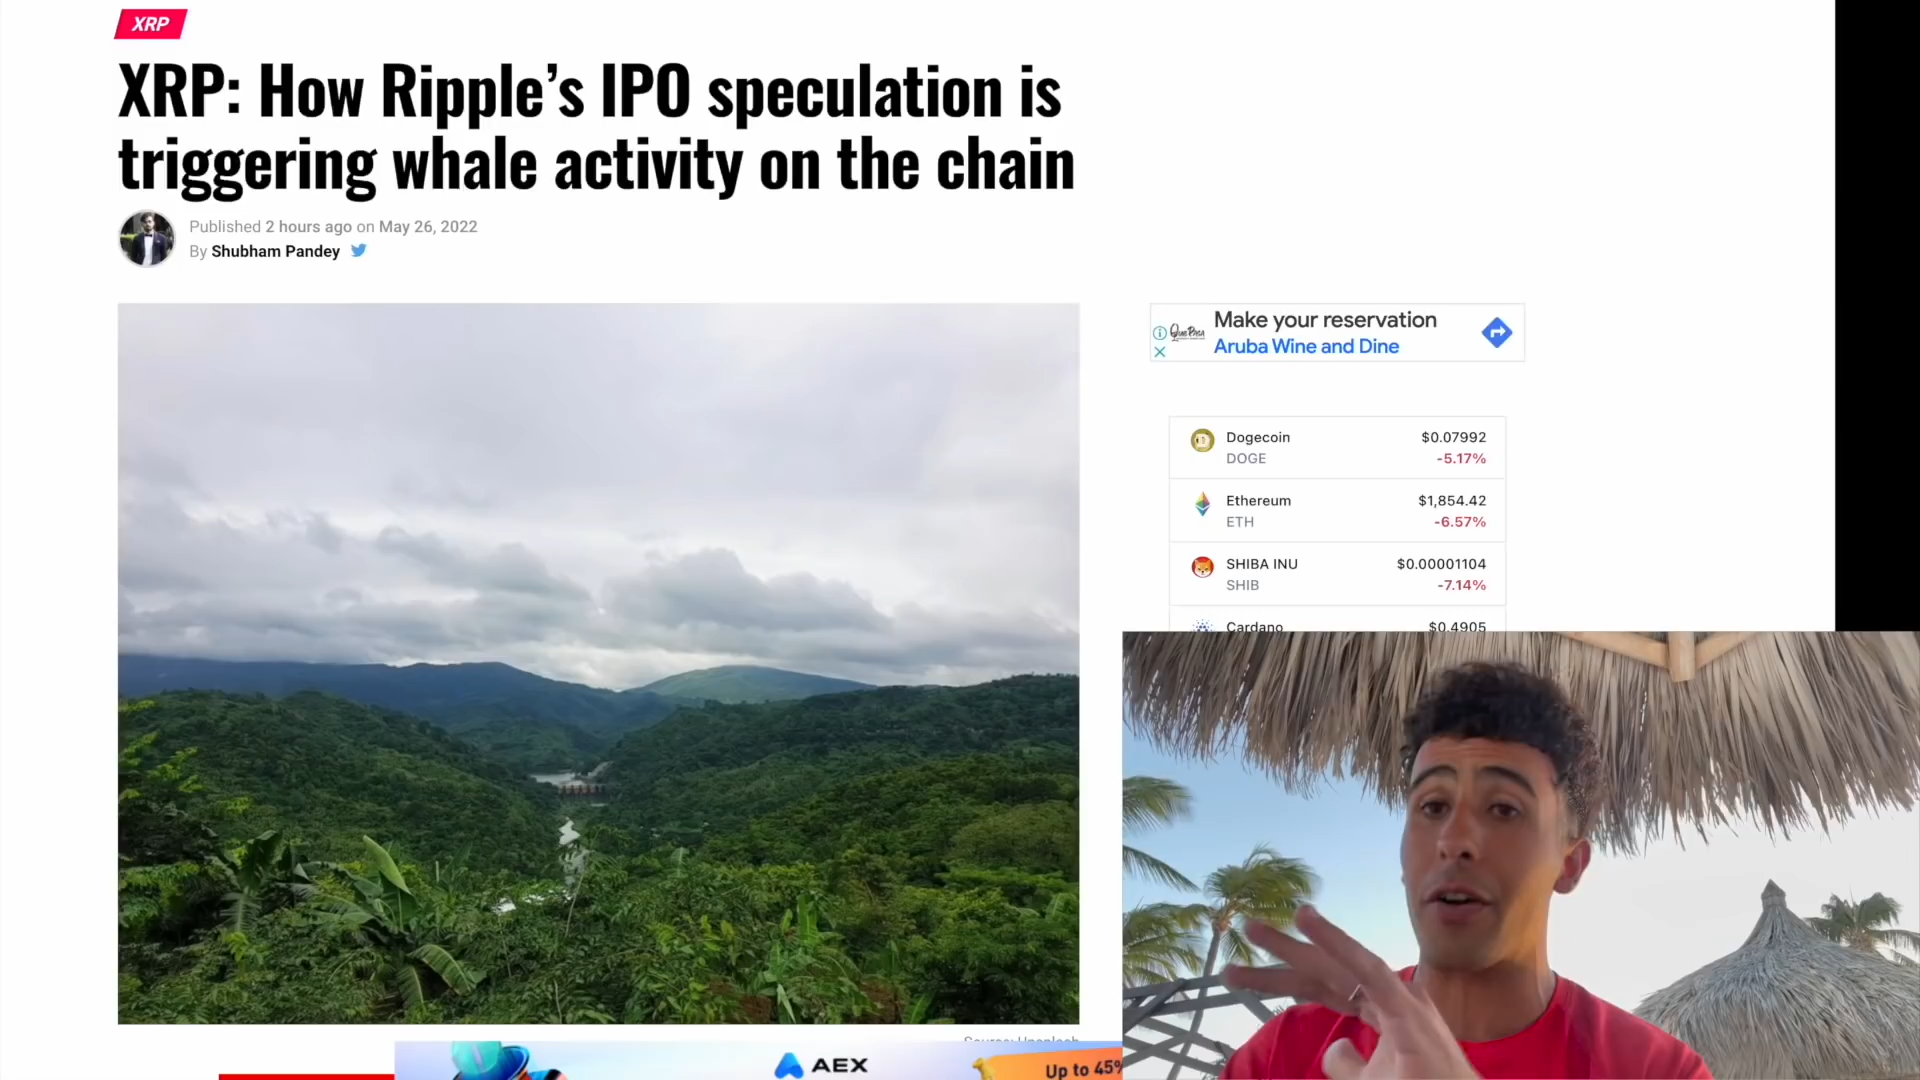 XRP
XRP: How Ripple’s IPO speculation is
triggering whale activity on the chain
Published 2 hours ago on May 26, 2022
By Shubham Pandey
Make your reservation
Aruba Wine and Dine
Dogecoin $0.07992
DOGE -5.17%
Ethereum $1,854.42
ETH -6.57%
SHIBA INU $0.00001104
SHIB -7.14%
Cardano $0.4905
AEX
Up to 45%